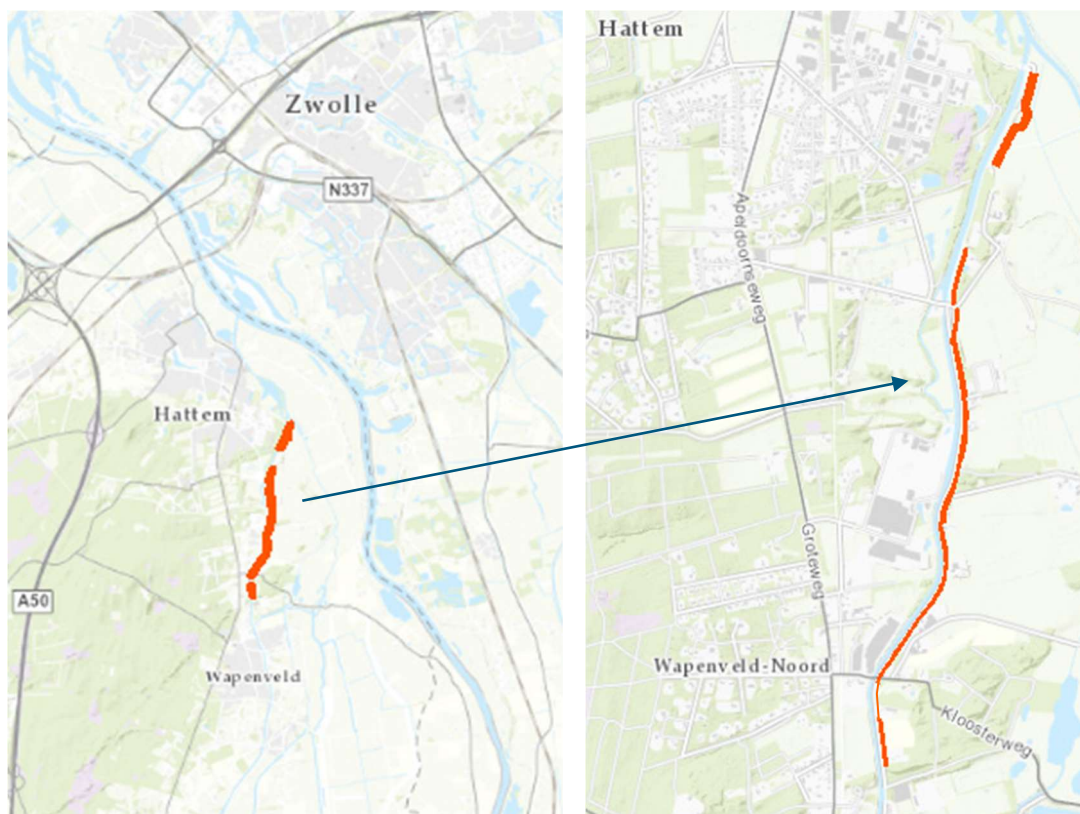 Zwolle
N337
Hattem
A50
Wapenveld
Hattem
Apeldoornseweg
Groteweg
Wapenveld-Noord
Kloosterweg